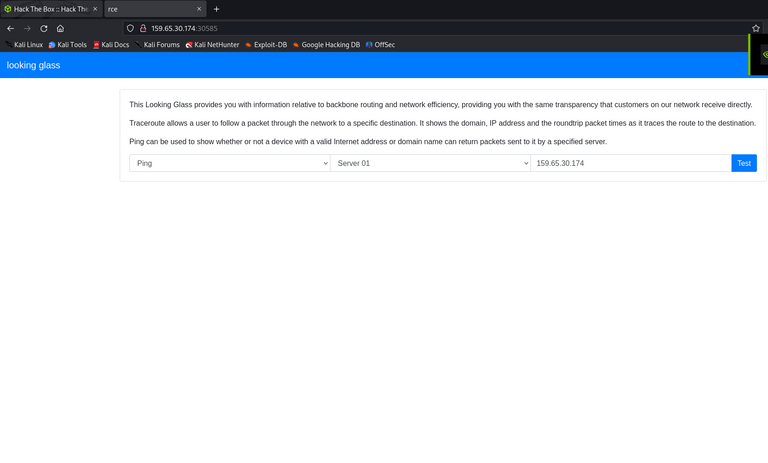 Hack The Box :: Hack The
rce
159.65.30.174:30585
Kali Linux Kali Tools Kali Docs Kali Forums Kali NetHunter Exploit-DB Google Hacking DB OffSec
looking glass
This Looking Glass provides you with information relative to backbone routing and network efficiency, providing you with the same transparency that customers on our network receive directly.
Traceroute allows a user to follow a packet through the network to a specific destination. It shows the domain, IP address and the roundtrip packet times as it traces the route to the destination.
Ping can be used to show whether or not a device with a valid Internet address or domain name can return packets sent to it by a specified server.
Ping Server 01 159.65.30.174 Test